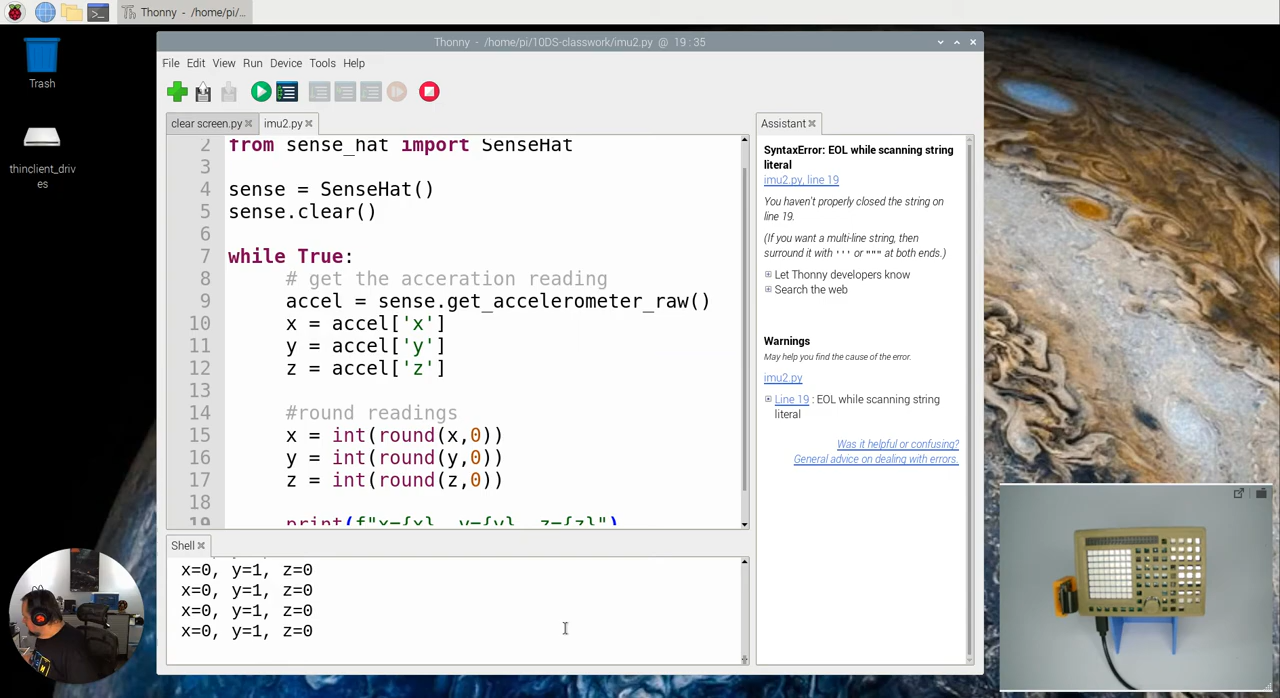 Thonny - /home/pi/...
Trash
thinclient_driv
es
Thonny - /home/pi/10DS-classwork/imu2.py @ 19 : 35
File Edit View Run Device Tools Help
clear screen.py
imu2.py
2 from sense_hat import SenseHat
3
4 sense = SenseHat()
5 sense.clear()
6
7 while True:
8 # get the acceration reading
9 accel = sense.get_accelerometer_raw()
10 x = accel['x']
11 y = accel['y']
12 z = accel['z']
13
14 #round readings
15 x = int(round(x,0))
16 y = int(round(y,0))
17 z = int(round(z,0))
18
19 print(f"x={x}, y={y}, z={z}")
Shell
x=0, y=1, z=0
x=0, y=1, z=0
x=0, y=1, z=0
x=0, y=1, z=0
Assistant
SyntaxError: EOL while scanning string
literal
imu2.py, line 19
You haven't properly closed the string on
line 19.
(If you want a multi-line string, then
surround it with ''' or """ at both ends.)
Let Thonny developers know
Search the web
Warnings
May help you find the cause of the error.
imu2.py
Line 19 : EOL while scanning string
literal
Was it helpful or confusing?
General advice on dealing with errors.